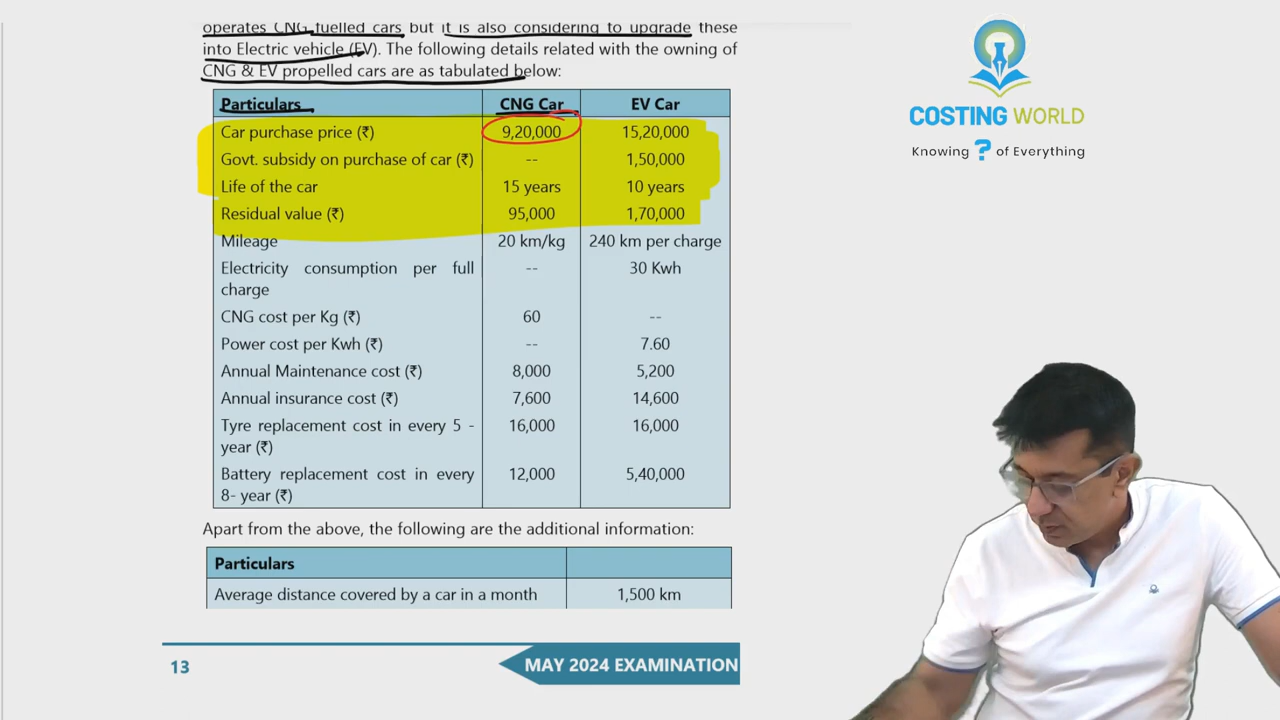 operates CNG fuelled cars but it is also considering to upgrade these
into Electric vehicle (EV). The following details related with the owning of
CNG & EV propelled cars are as tabulated below:
Particulars CNG Car EV Car
Car purchase price (₹) 9,20,000 15,20,000
Govt. subsidy on purchase of car (₹) -- 1,50,000
Life of the car 15 years 10 years
Residual value (₹) 95,000 1,70,000
Mileage 20 km/kg 240 km per charge
Electricity consumption per full -- 30 Kwh
charge
CNG cost per Kg (₹) 60 --
Power cost per Kwh (₹) -- 7.60
Annual Maintenance cost (₹) 8,000 5,200
Annual insurance cost (₹) 7,600 14,600
Tyre replacement cost in every 5 - 16,000 16,000
year (₹)
Battery replacement cost in every 12,000 5,40,000
8- year (₹)
Apart from the above, the following are the additional information:
Particulars
Average distance covered by a car in a month 1,500 km
13 MAY 2024 EXAMINATION
COSTING WORLD
Knowing ? of Everything